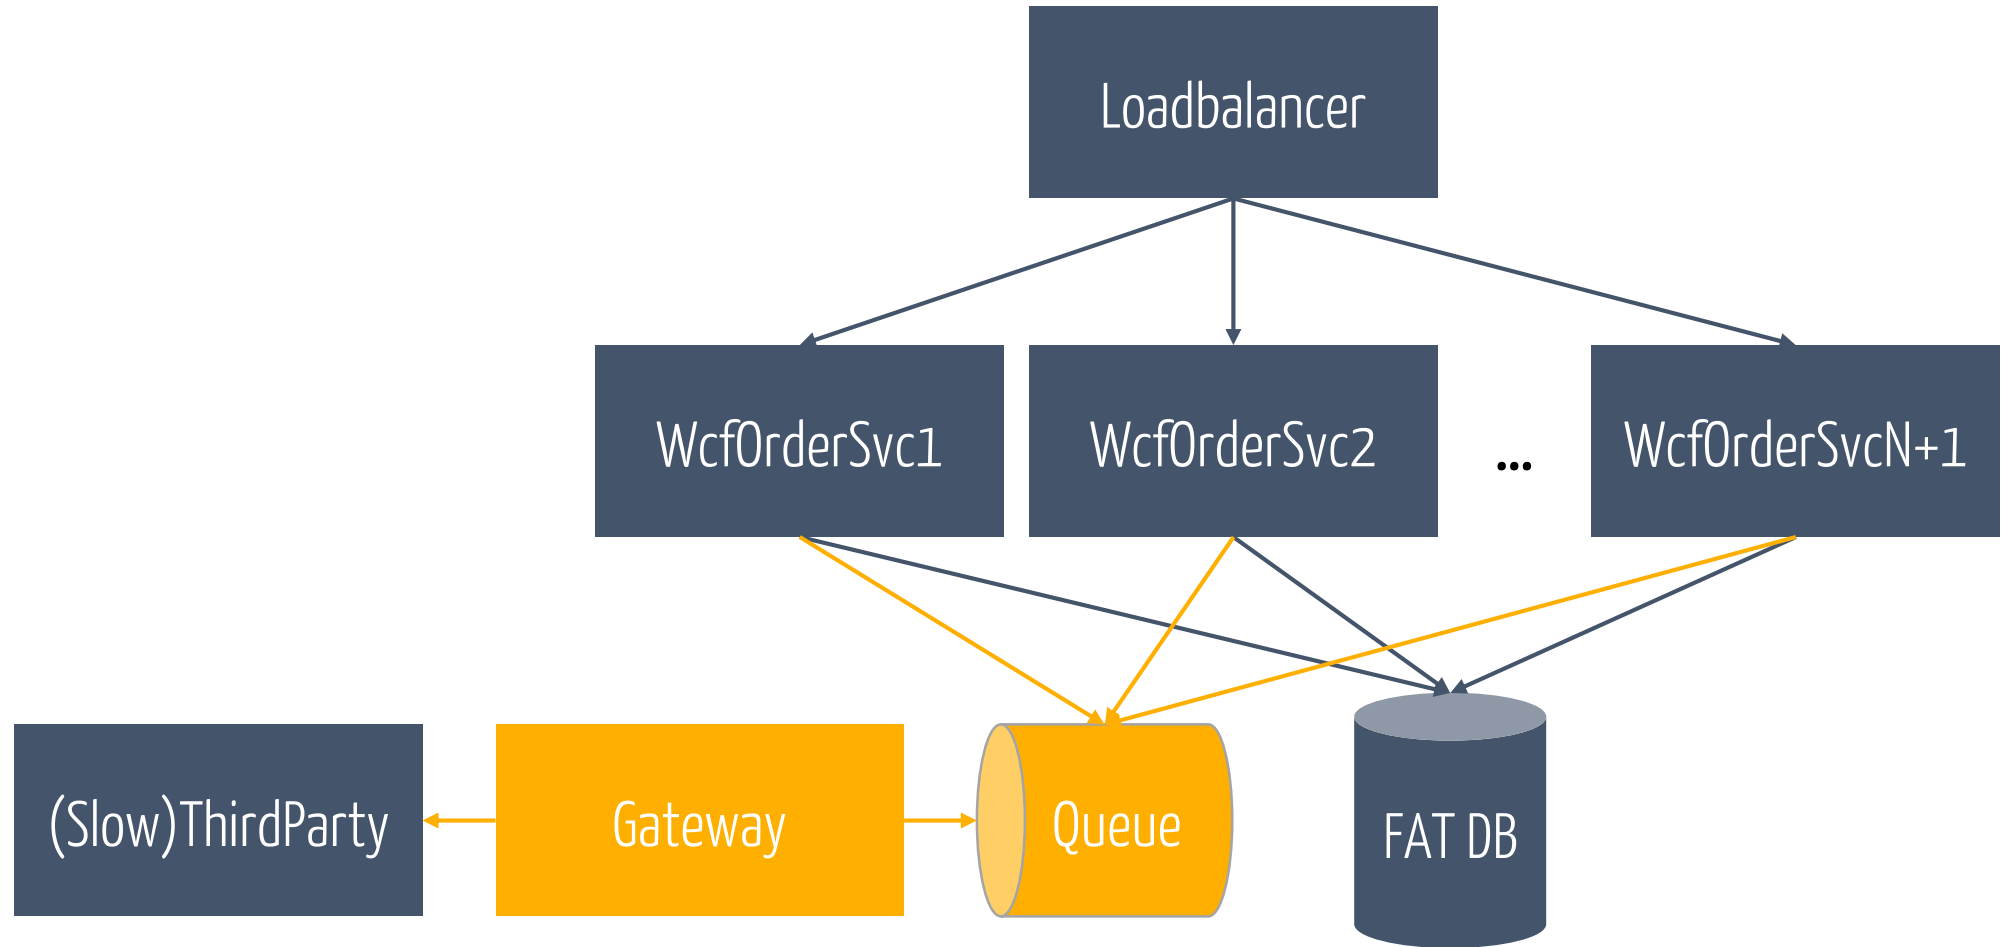 Loadbalancer
WcfOrderSvc1
WcfOrderSvc2
...
WcfOrderSvcN+1
(Slow)ThirdParty
Gateway
Queue
FAT DB